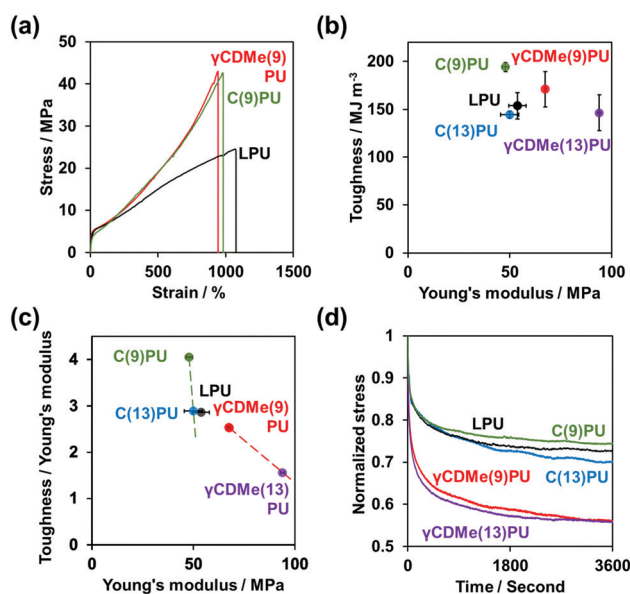 (a)
50
40
30
20
10
0
Stress / MPa
γCDMe(9)
PU
C(9)PU
LPU
0
500
1000
1500
Strain / %
(b)
200
150
100
50
0
Toughness / MJ m⁻³
C(9)PU
γCDMe(9)PU
LPU
C(13)PU
γCDMe(13)PU
0
50
100
Young's modulus / MPa
(c)
4
3
2
1
0
Toughness / Young's modulus
C(9)PU
LPU
C(13)PU
γCDMe(9)
PU
γCDMe(13)
PU
0
50
100
Young's modulus / MPa
(d)
1
0.9
0.8
0.7
0.6
0.5
Normalized stress
LPU
C(9)PU
C(13)PU
γCDMe(9)PU
γCDMe(13)PU
0
1800
3600
Time / Second